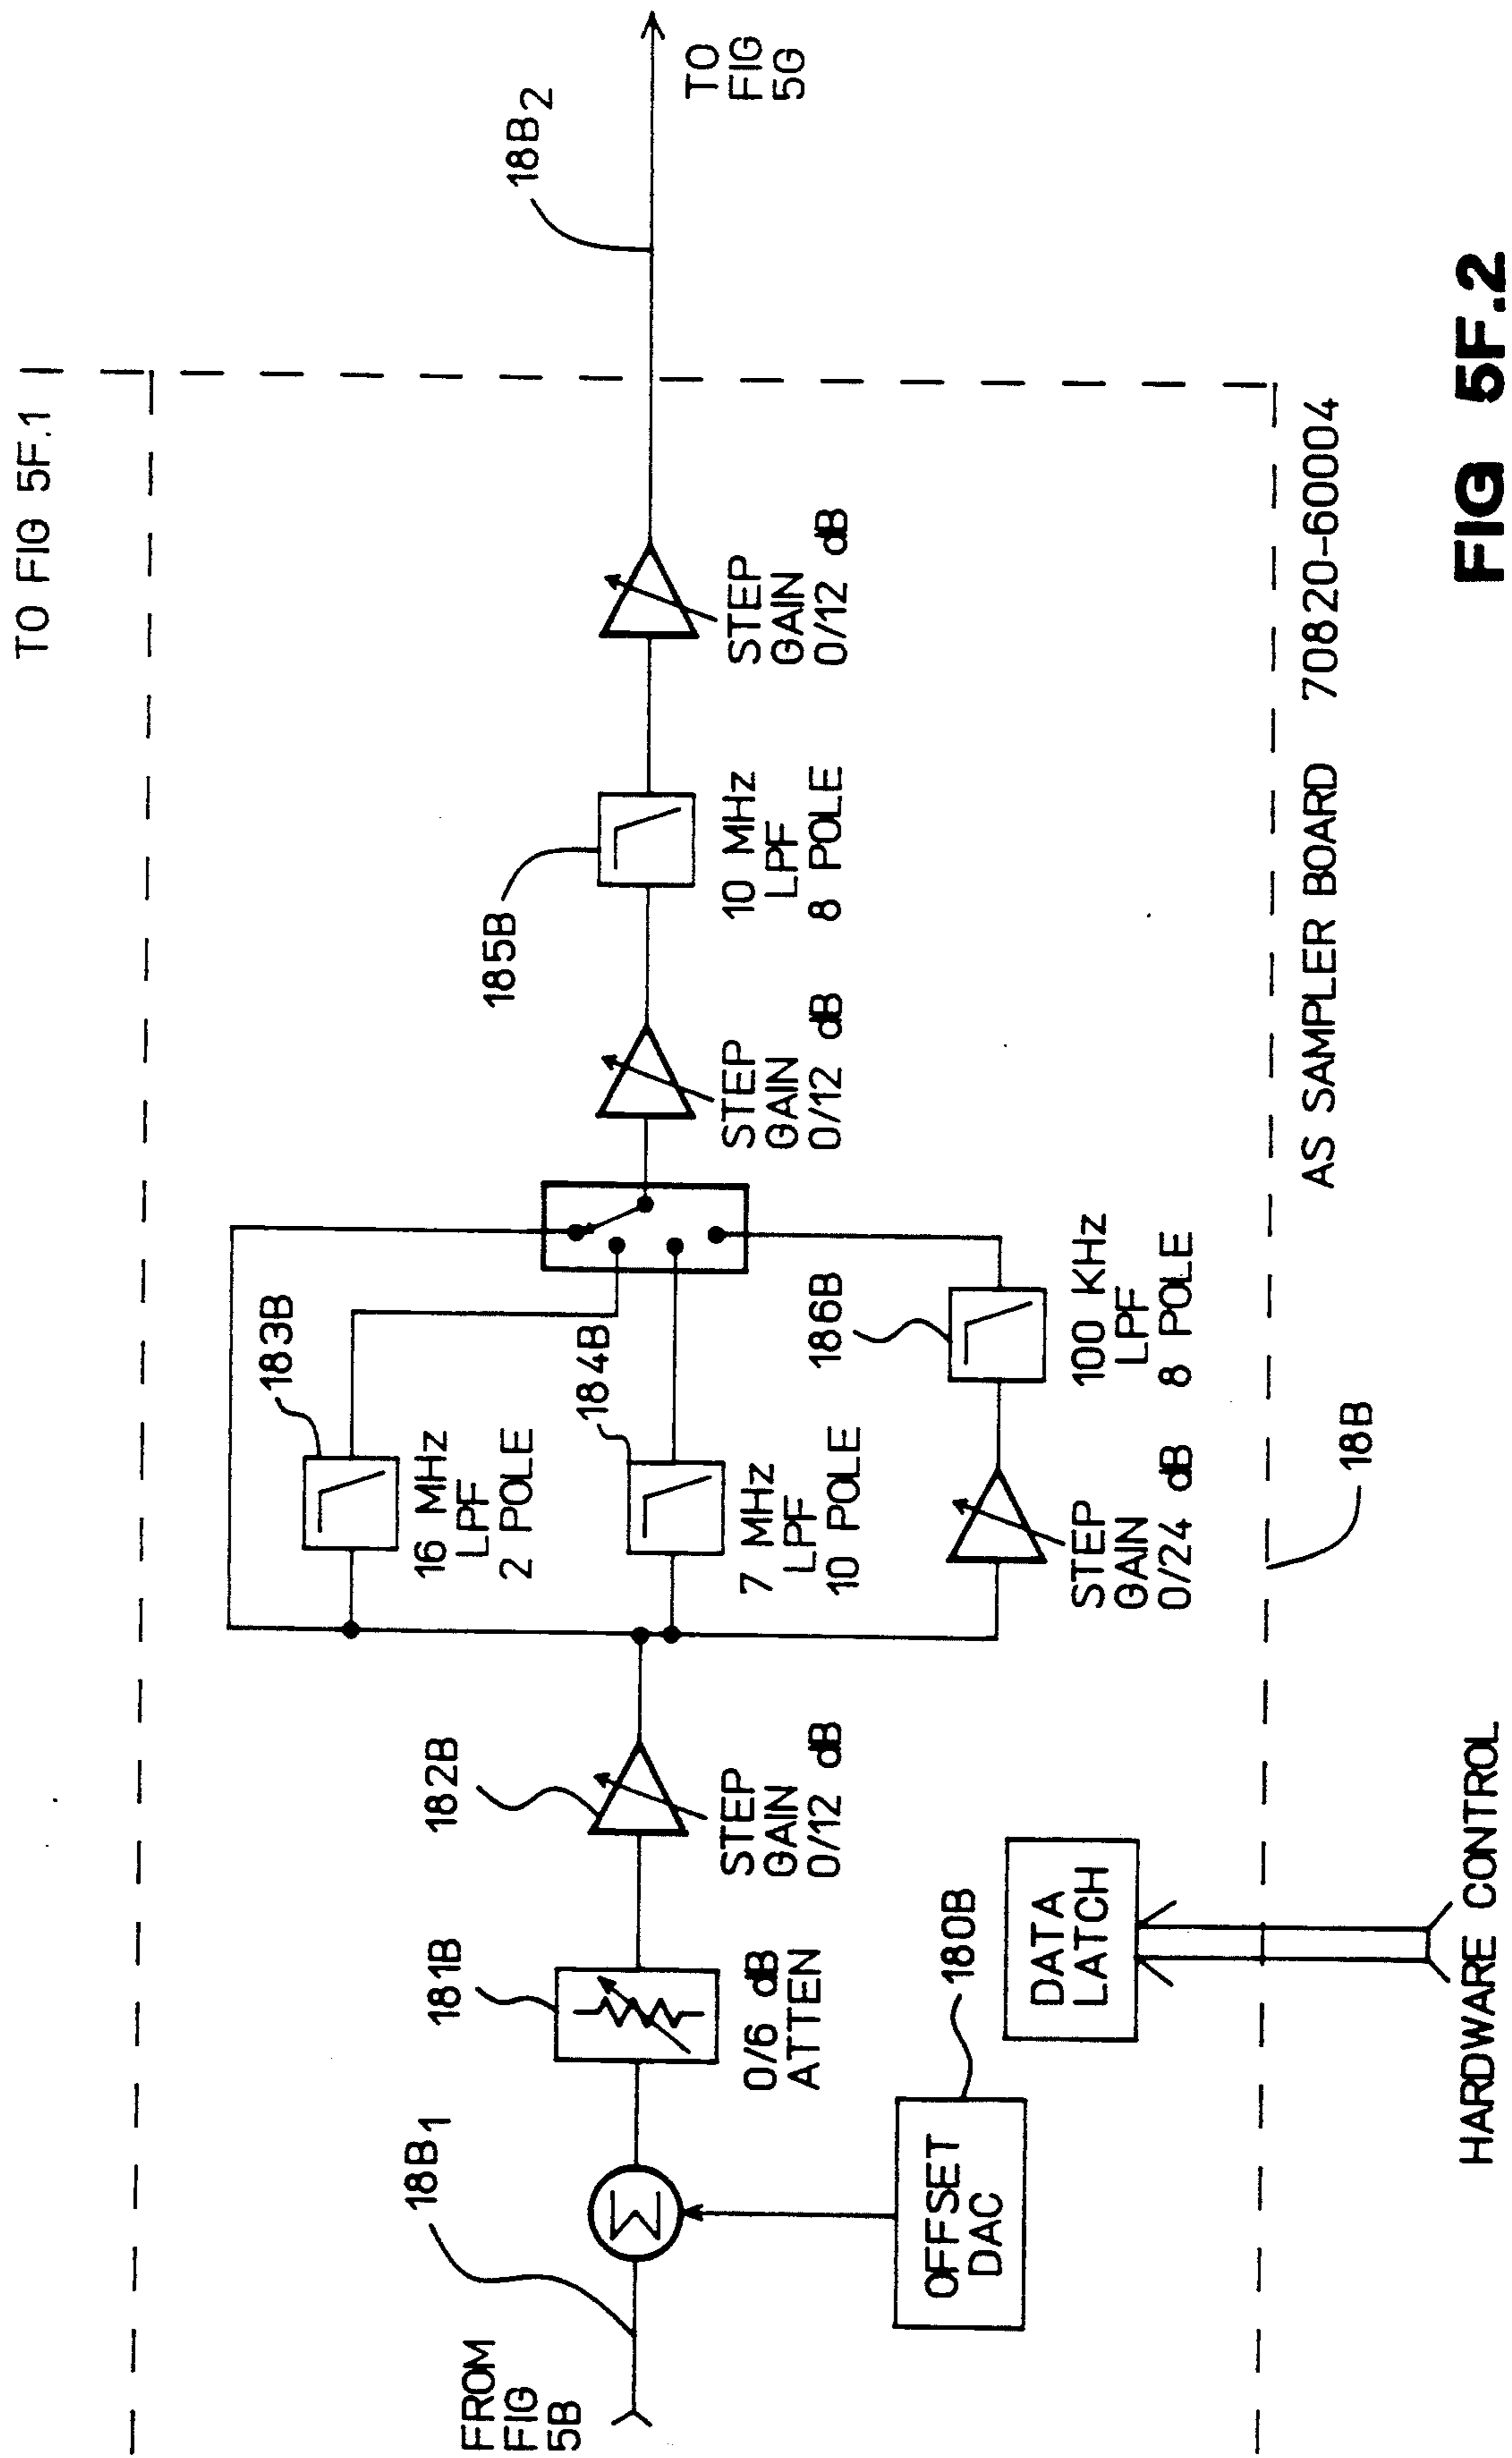 TO FIG 5F.1
FROM
FIG
5B
18B1
OFFSET
DAC
180B
181B
0/6 dB
ATTEN
182B
STEP
GAIN
0/12 dB
DATA
LATCH
HARDWARE CONTROL
183B
16 MHz
LPF
2 POLE
184B
7 MHz
LPF
10 POLE
STEP
GAIN
0/24 dB
186B
100 KHz
LPF
8 POLE
18B
STEP
GAIN
0/12 dB
185B
10 MHz
LPF
8 POLE
STEP
GAIN
0/12 dB
18B2
TO
FIG
5G
AS SAMPLER BOARD 70820-60004
FIG 5F.2
Σ